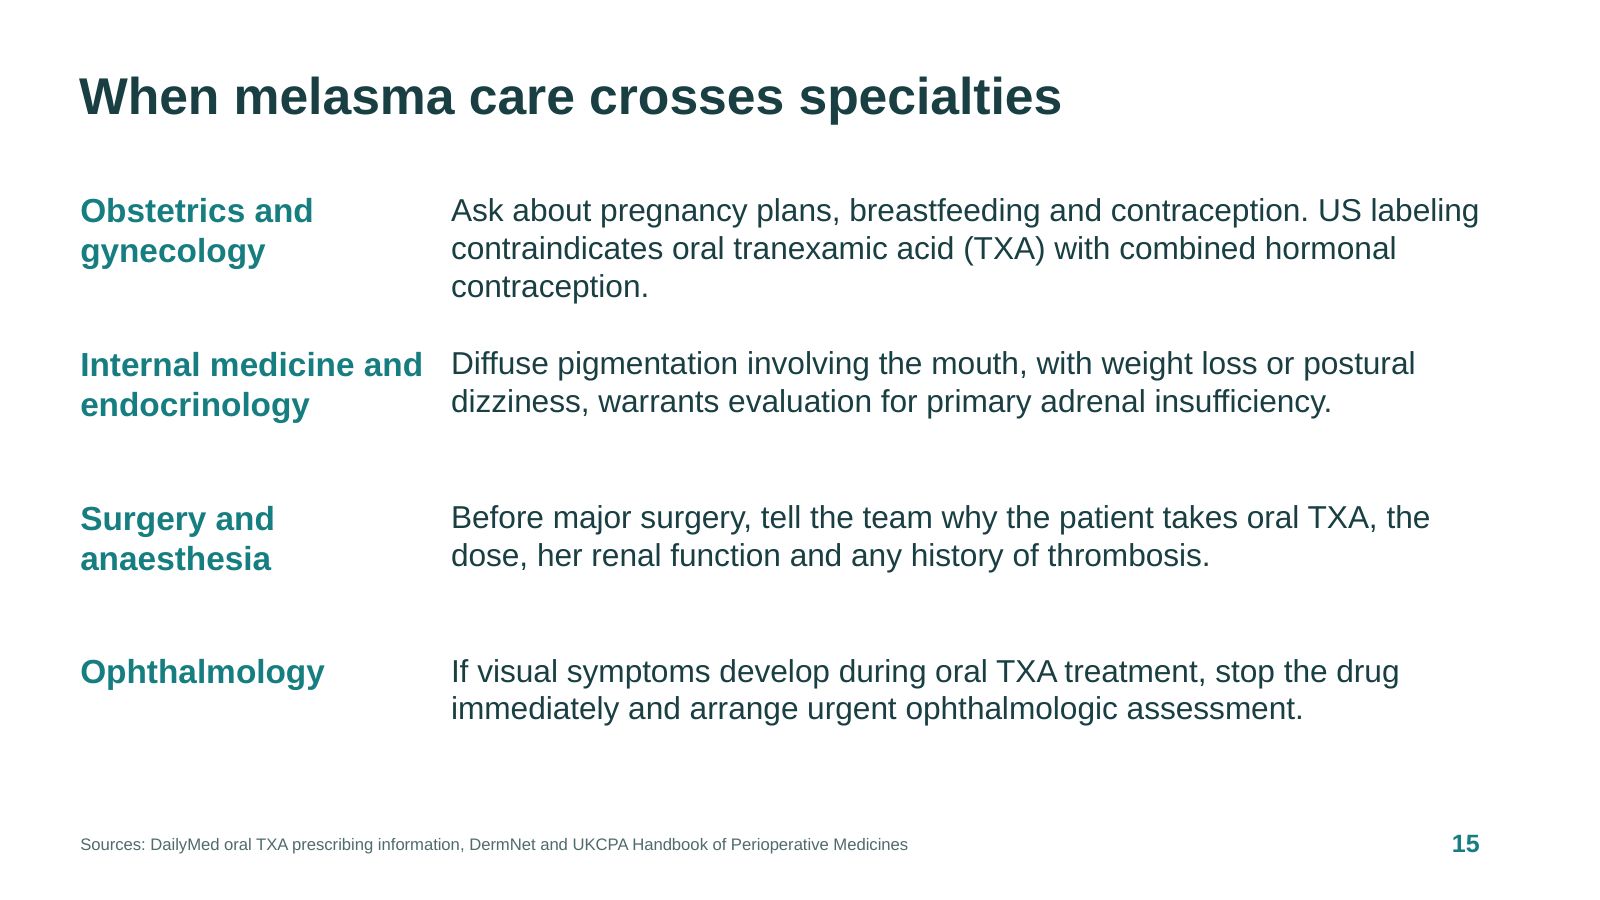 When melasma care crosses specialties
Obstetrics and
gynecology
Ask about pregnancy plans, breastfeeding and contraception. US labeling
contraindicates oral tranexamic acid (TXA) with combined hormonal
contraception.
Internal medicine and
endocrinology
Diffuse pigmentation involving the mouth, with weight loss or postural
dizziness, warrants evaluation for primary adrenal insufficiency.
Surgery and
anaesthesia
Before major surgery, tell the team why the patient takes oral TXA, the
dose, her renal function and any history of thrombosis.
Ophthalmology
If visual symptoms develop during oral TXA treatment, stop the drug
immediately and arrange urgent ophthalmologic assessment.
Sources: DailyMed oral TXA prescribing information, DermNet and UKCPA Handbook of Perioperative Medicines
15